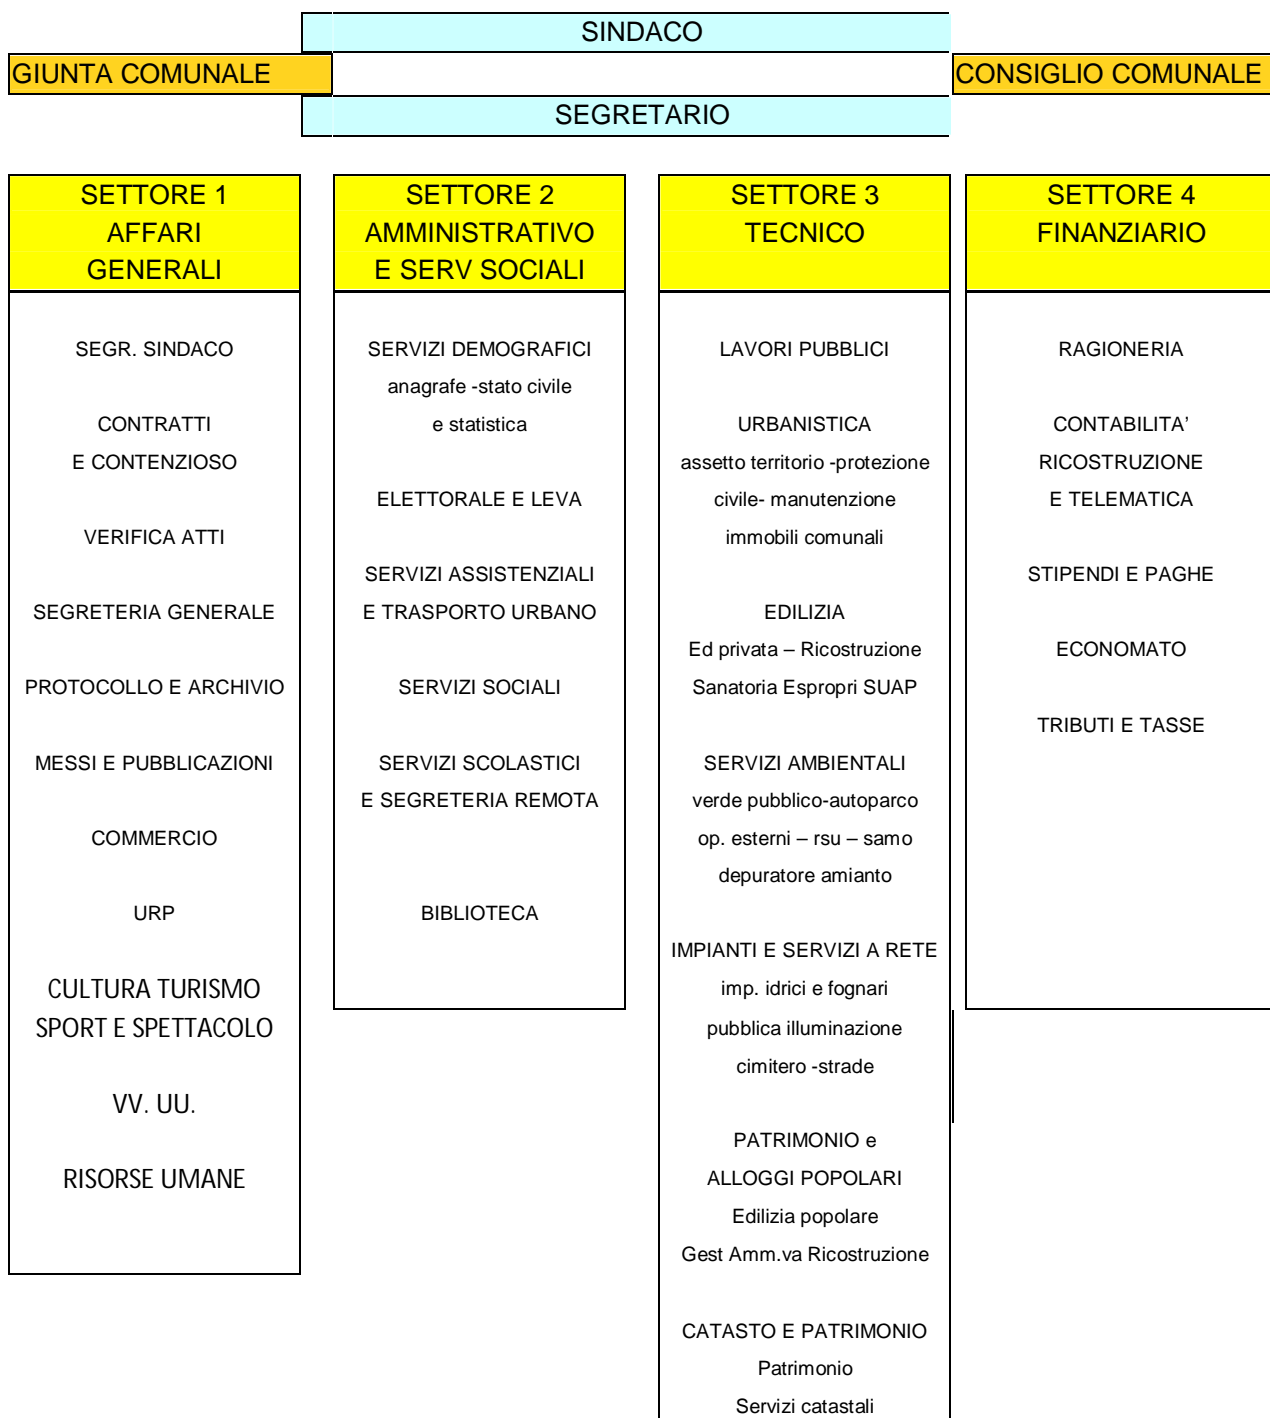 SINDACO
GIUNTA COMUNALE
CONSIGLIO COMUNALE
SEGRETARIO
SETTORE 1
AFFARI
GENERALI
SEGR. SINDACO
CONTRATTI
E CONTENZIOSO
VERIFICA ATTI
SEGRETERIA GENERALE
PROTOCOLLO E ARCHIVIO
MESSI E PUBBLICAZIONI
COMMERCIO
URP
CULTURA TURISMO
SPORT E SPETTACOLO
VV. UU.
RISORSE UMANE
SETTORE 2
AMMINISTRATIVO
E SERV SOCIALI
SERVIZI DEMOGRAFICI
anagrafe -stato civile
e statistica
ELETTORALE E LEVA
SERVIZI ASSISTENZIALI
E TRASPORTO URBANO
SERVIZI SOCIALI
SERVIZI SCOLASTICI
E SEGRETERIA REMOTA
BIBLIOTECA
SETTORE 3
TECNICO
LAVORI PUBBLICI
URBANISTICA
assetto territorio -protezione
civile- manutenzione
immobili comunali
EDILIZIA
Ed privata – Ricostruzione
Sanatoria Espropri SUAP
SERVIZI AMBIENTALI
verde pubblico-autoparco
op. esterni – rsu – samo
depuratore amianto
IMPIANTI E SERVIZI A RETE
imp. idrici e fognari
pubblica illuminazione
cimitero -strade
PATRIMONIO e
ALLOGGI POPOLARI
Edilizia popolare
Gest Amm.va Ricostruzione
CATASTO E PATRIMONIO
Patrimonio
Servizi catastali
SETTORE 4
FINANZIARIO
RAGIONERIA
CONTABILITA’
RICOSTRUZIONE
E TELEMATICA
STIPENDI E PAGHE
ECONOMATO
TRIBUTI E TASSE